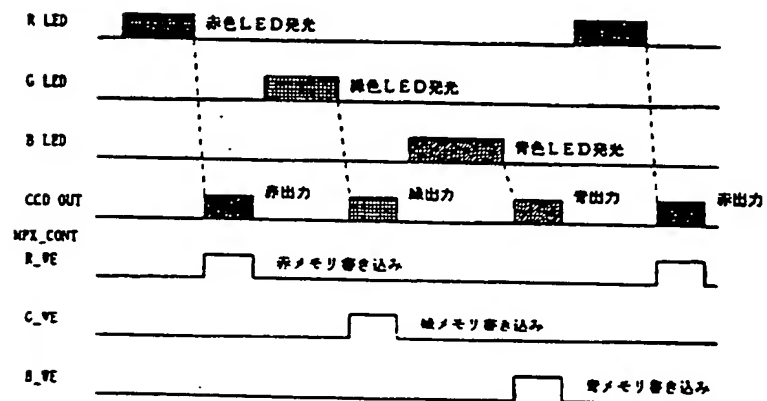 R LED 赤色LED発光
G LED 緑色LED発光
B LED 青色LED発光
CCD OUT 赤出力 緑出力 青出力 赤出力
MPX_CONT
R_WE 赤メモリ書き込み
G_WE 緑メモリ書き込み
B_WE 青メモリ書き込み